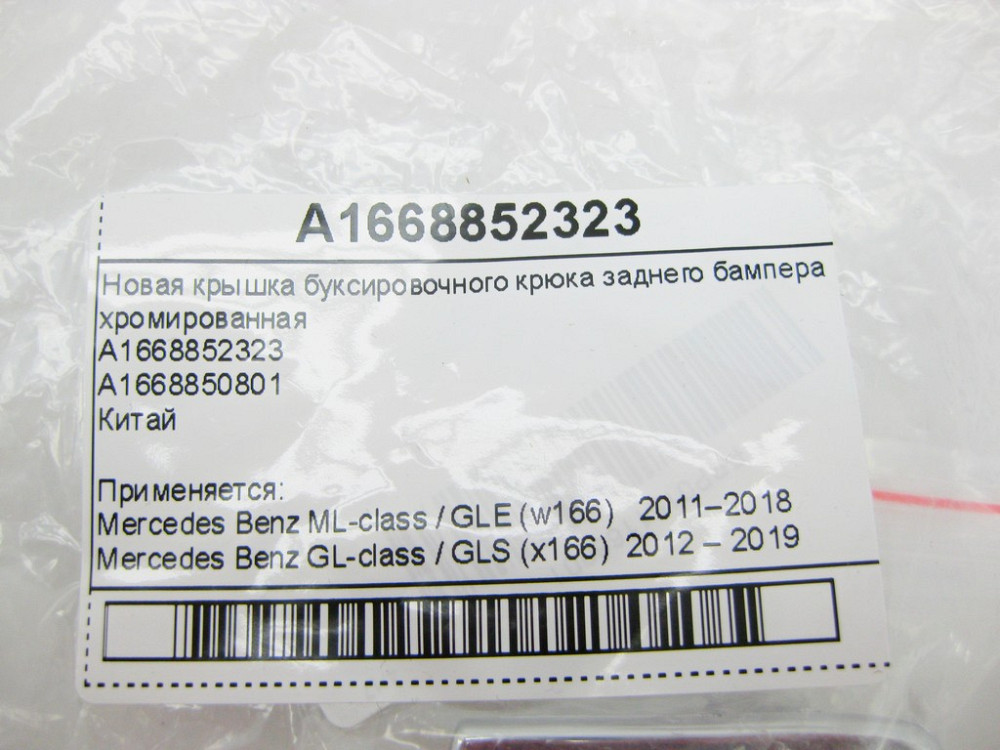 A1668852323
Новая крышка буксировочного крюка заднего бампера
хромированная
A1668852323
A1668850801
Китай
Применяется:
Mercedes Benz ML-class / GLE (w166) 2011–2018
Mercedes Benz GL-class / GLS (x166) 2012 – 2019